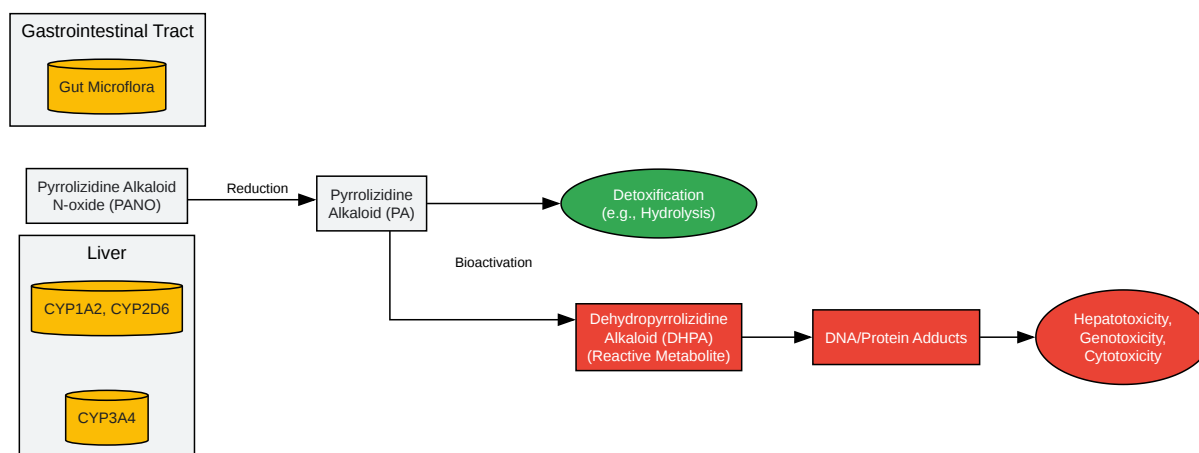 Gastrointestinal Tract
Gut Microflora
Pyrrolizidine Alkaloid
N-oxide (PANO)
Reduction
Pyrrolizidine
Alkaloid (PA)
Detoxification
(e.g., Hydrolysis)
Liver
CYP1A2, CYP2D6
CYP3A4
Bioactivation
Dehydropyrrolizidine
Alkaloid (DHPA)
(Reactive Metabolite)
DNA/Protein Adducts
Hepatotoxicity,
Genotoxicity,
Cytotoxicity